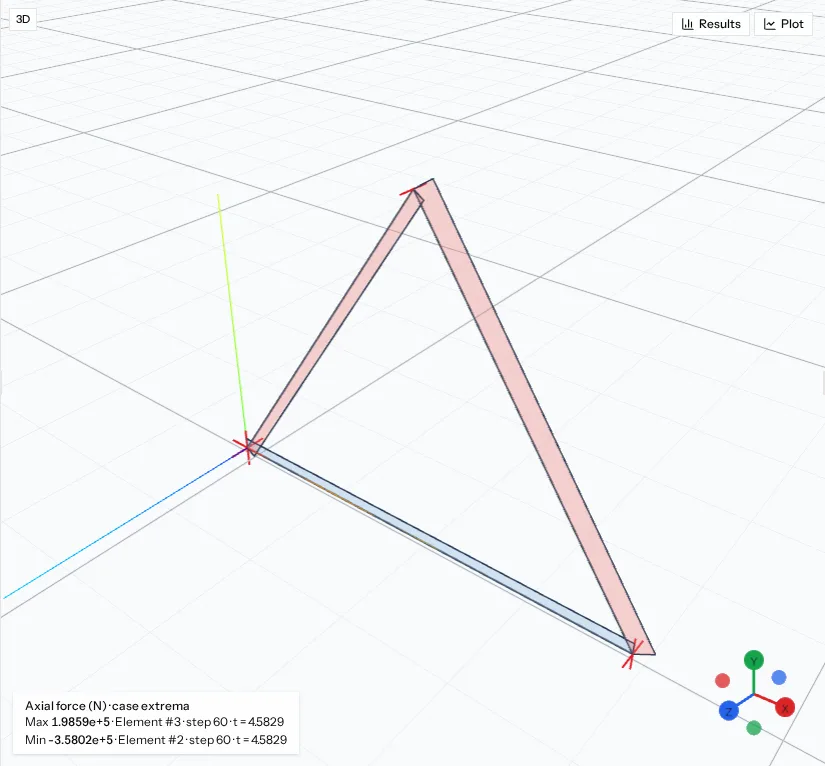 3D
Results
Plot
Axial force (N)·case extrema
Max 1.9859e+5·Element #3·step 60·t = 4.5829
Min -3.5802e+5·Element #2·step 60·t = 4.5829
Y
Z
X